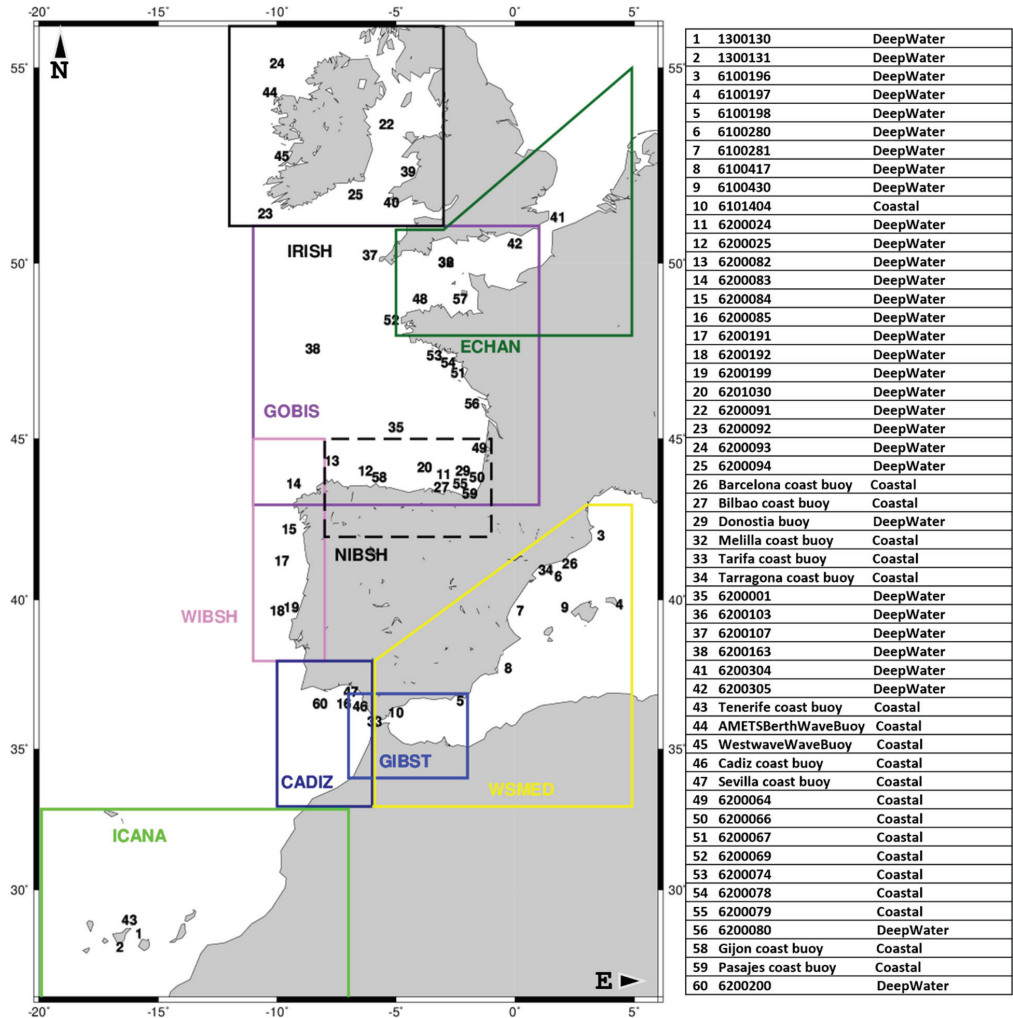 -20° -15° -10° -5° 0° 5°
N
55°
55°
24
44
22
45
39
25
40
23
41
IRISH
37
42
50°
50°
48
57
52
38
53
ECHAN
54
51
56
GOBIS
35
45°
45°
49
13
12
58
20
11
29
50
55
27
59
14
15
NIBSH
3
17
34
26
6
40°
40°
18
19
WIBSH
7
9
4
8
47
60
16
46
33
10
5
35°
35°
GIBST
CADIZ
WSMED
ICANA
30°
30°
43
1
2
E
-20° -15° -10° -5° 0° 5°
1 1300130 DeepWater
2 1300131 DeepWater
3 6100196 DeepWater
4 6100197 DeepWater
5 6100198 DeepWater
6 6100280 DeepWater
7 6100281 DeepWater
8 6100417 DeepWater
9 6100430 DeepWater
10 6101404 Coastal
11 6200024 DeepWater
12 6200025 DeepWater
13 6200082 DeepWater
14 6200083 DeepWater
15 6200084 DeepWater
16 6200085 DeepWater
17 6200191 DeepWater
18 6200192 DeepWater
19 6200199 DeepWater
20 6201030 DeepWater
22 6200091 DeepWater
23 6200092 DeepWater
24 6200093 DeepWater
25 6200094 DeepWater
26 Barcelona coast buoy Coastal
27 Bilbao coast buoy Coastal
29 Donostia buoy DeepWater
32 Melilla coast buoy Coastal
33 Tarifa coast buoy Coastal
34 Tarragona coast buoy Coastal
35 6200001 DeepWater
36 6200103 DeepWater
37 6200107 DeepWater
38 6200163 DeepWater
41 6200304 DeepWater
42 6200305 DeepWater
43 Tenerife coast buoy Coastal
44 AMETSBerthWaveBuoy Coastal
45 WestwaveWaveBuoy Coastal
46 Cadiz coast buoy Coastal
47 Sevilla coast buoy Coastal
49 6200064 Coastal
50 6200066 Coastal
51 6200067 Coastal
52 6200069 Coastal
53 6200074 Coastal
54 6200078 Coastal
55 6200079 Coastal
56 6200080 DeepWater
58 Gijon coast buoy Coastal
59 Pasajes coast buoy Coastal
60 6200200 DeepWater